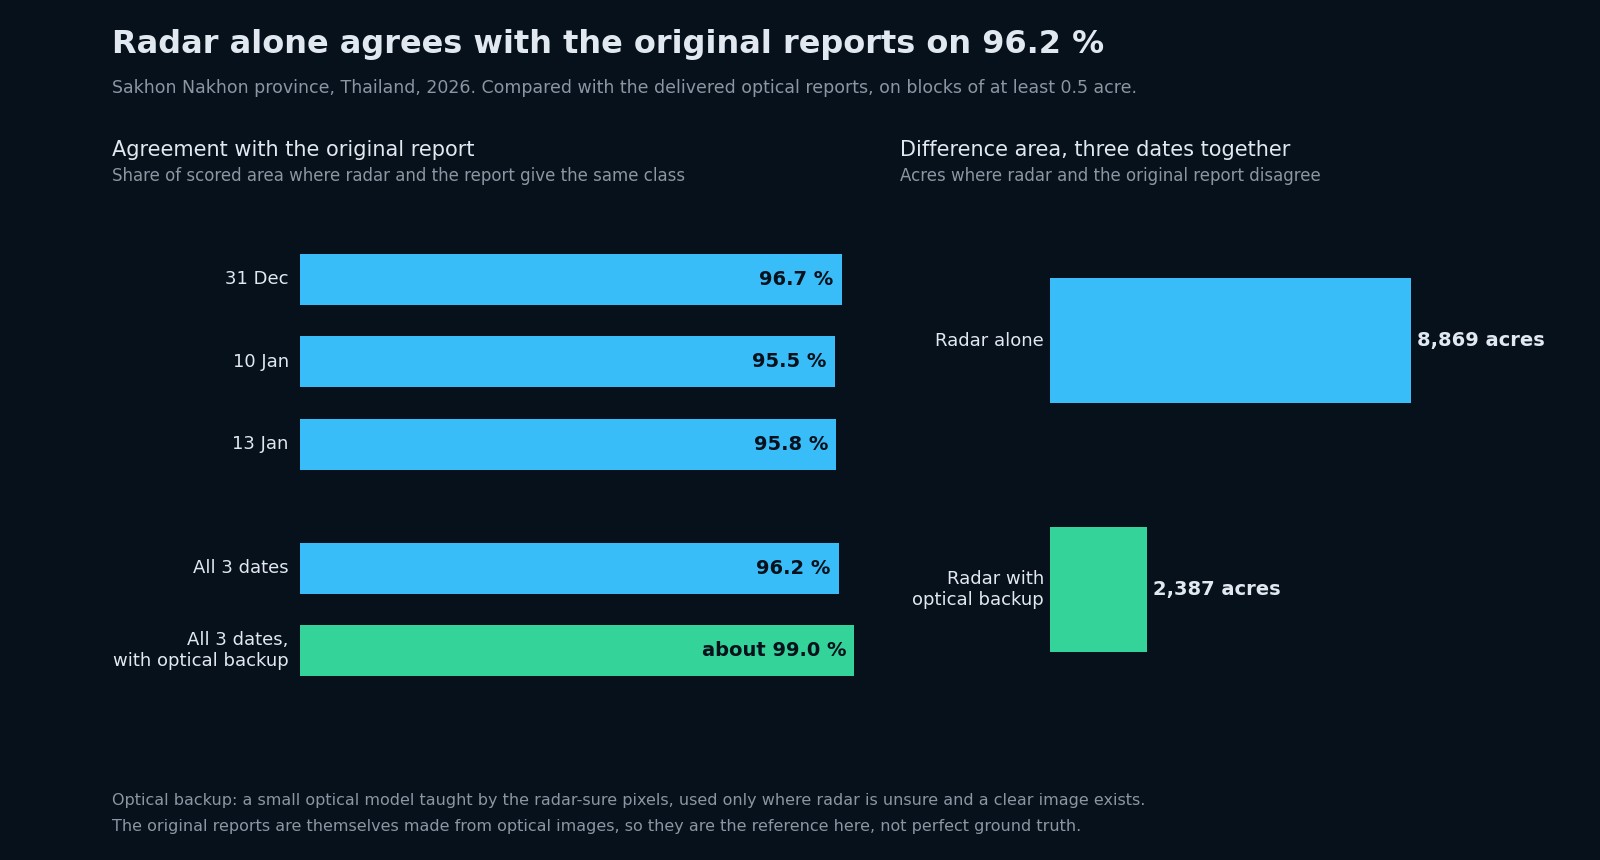 Radar alone agrees with the original reports on 96.2 %
Sakhon Nakhon province, Thailand, 2026. Compared with the delivered optical reports, on blocks of at least 0.5 acre.
Agreement with the original report
Share of scored area where radar and the report give the same class
31 Dec
96.7 %
10 Jan
95.5 %
13 Jan
95.8 %
All 3 dates
96.2 %
All 3 dates,
with optical backup
about 99.0 %
Difference area, three dates together
Acres where radar and the original report disagree
Radar alone
8,869 acres
Radar with
optical backup
2,387 acres
Optical backup: a small optical model taught by the radar-sure pixels, used only where radar is unsure and a clear image exists.
The original reports are themselves made from optical images, so they are the reference here, not perfect ground truth.